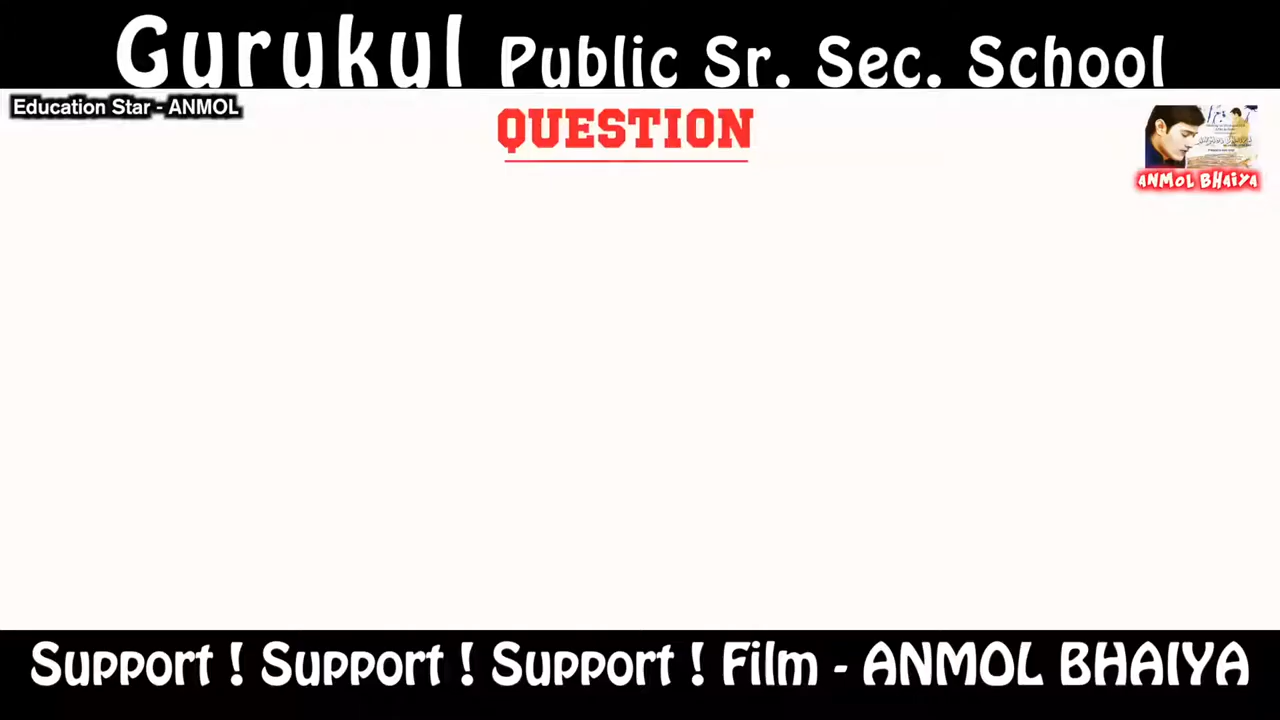 Gurukul Public Sr. Sec. School
Education Star - ANMOL
QUESTION
ANMOL BHAIYA
Support ! Support ! Support ! Film - ANMOL BHAIYA